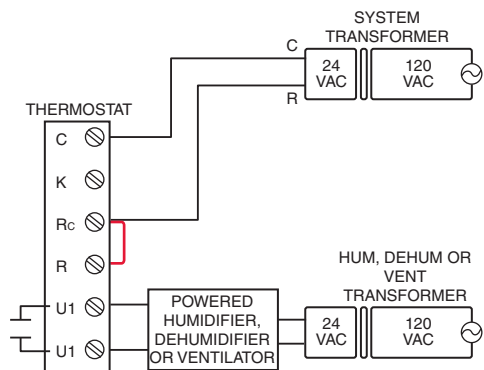 SYSTEM
TRANSFORMER
C
24
VAC
120
VAC
R
THERMOSTAT
C
K
Rc
R
HUM, DEHUM OR
VENT
TRANSFORMER
U1
U1
POWERED
HUMIDIFIER,
DEHUMIDIFIER
OR VENTILATOR
24
VAC
120
VAC